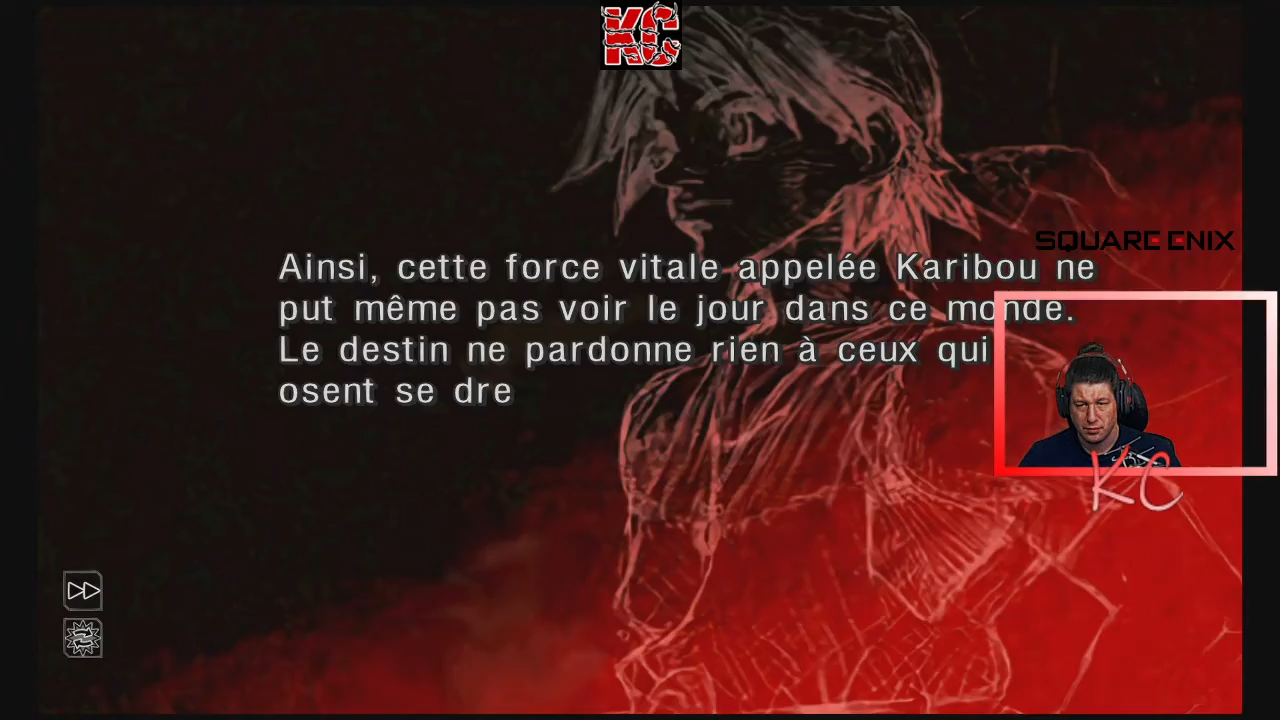 KC
SQUARE ENIX
Ainsi, cette force vitale appelée Karibou ne
put même pas voir le jour dans ce monde.
Le destin ne pardonne rien à ceux qui
osent se dre
KC